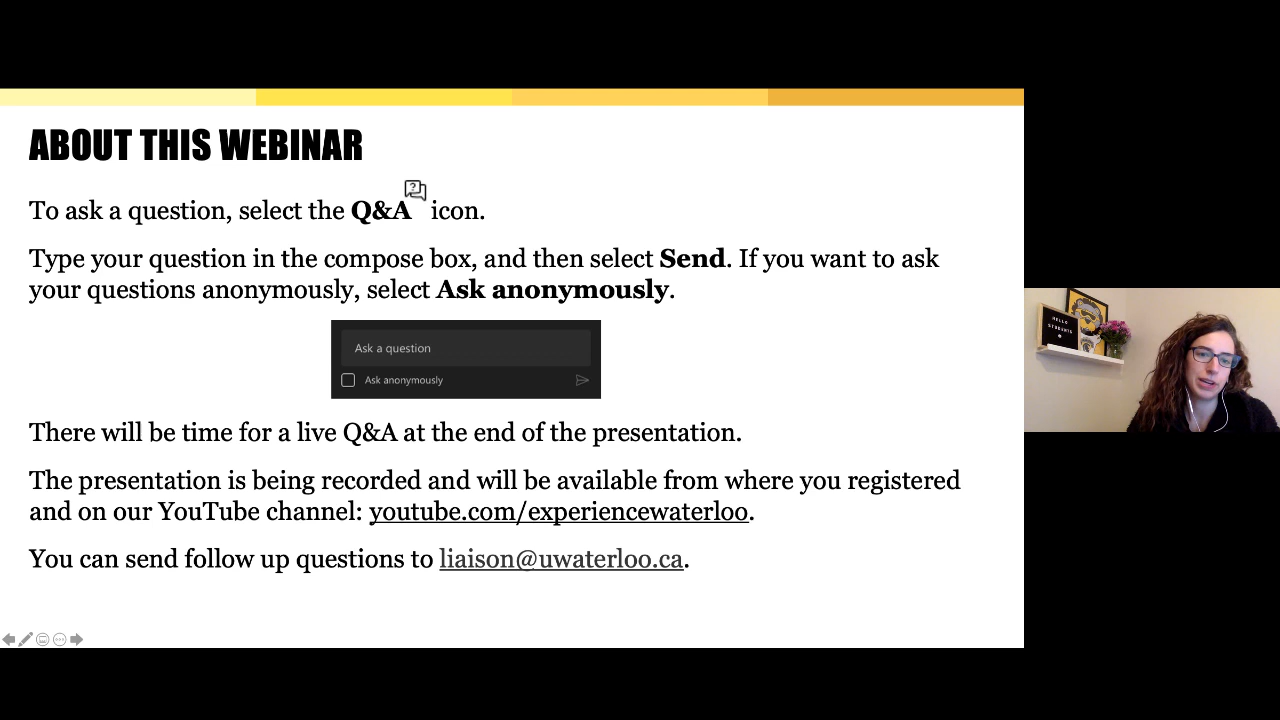 ABOUT THIS WEBINAR
To ask a question, select the Q&A icon.
Type your question in the compose box, and then select Send. If you want to ask
your questions anonymously, select Ask anonymously.
Ask a question
Ask anonymously
There will be time for a live Q&A at the end of the presentation.
The presentation is being recorded and will be available from where you registered
and on our YouTube channel: youtube.com/experiencewaterloo.
You can send follow up questions to liaison@uwaterloo.ca.
HELLO
STUDENTS